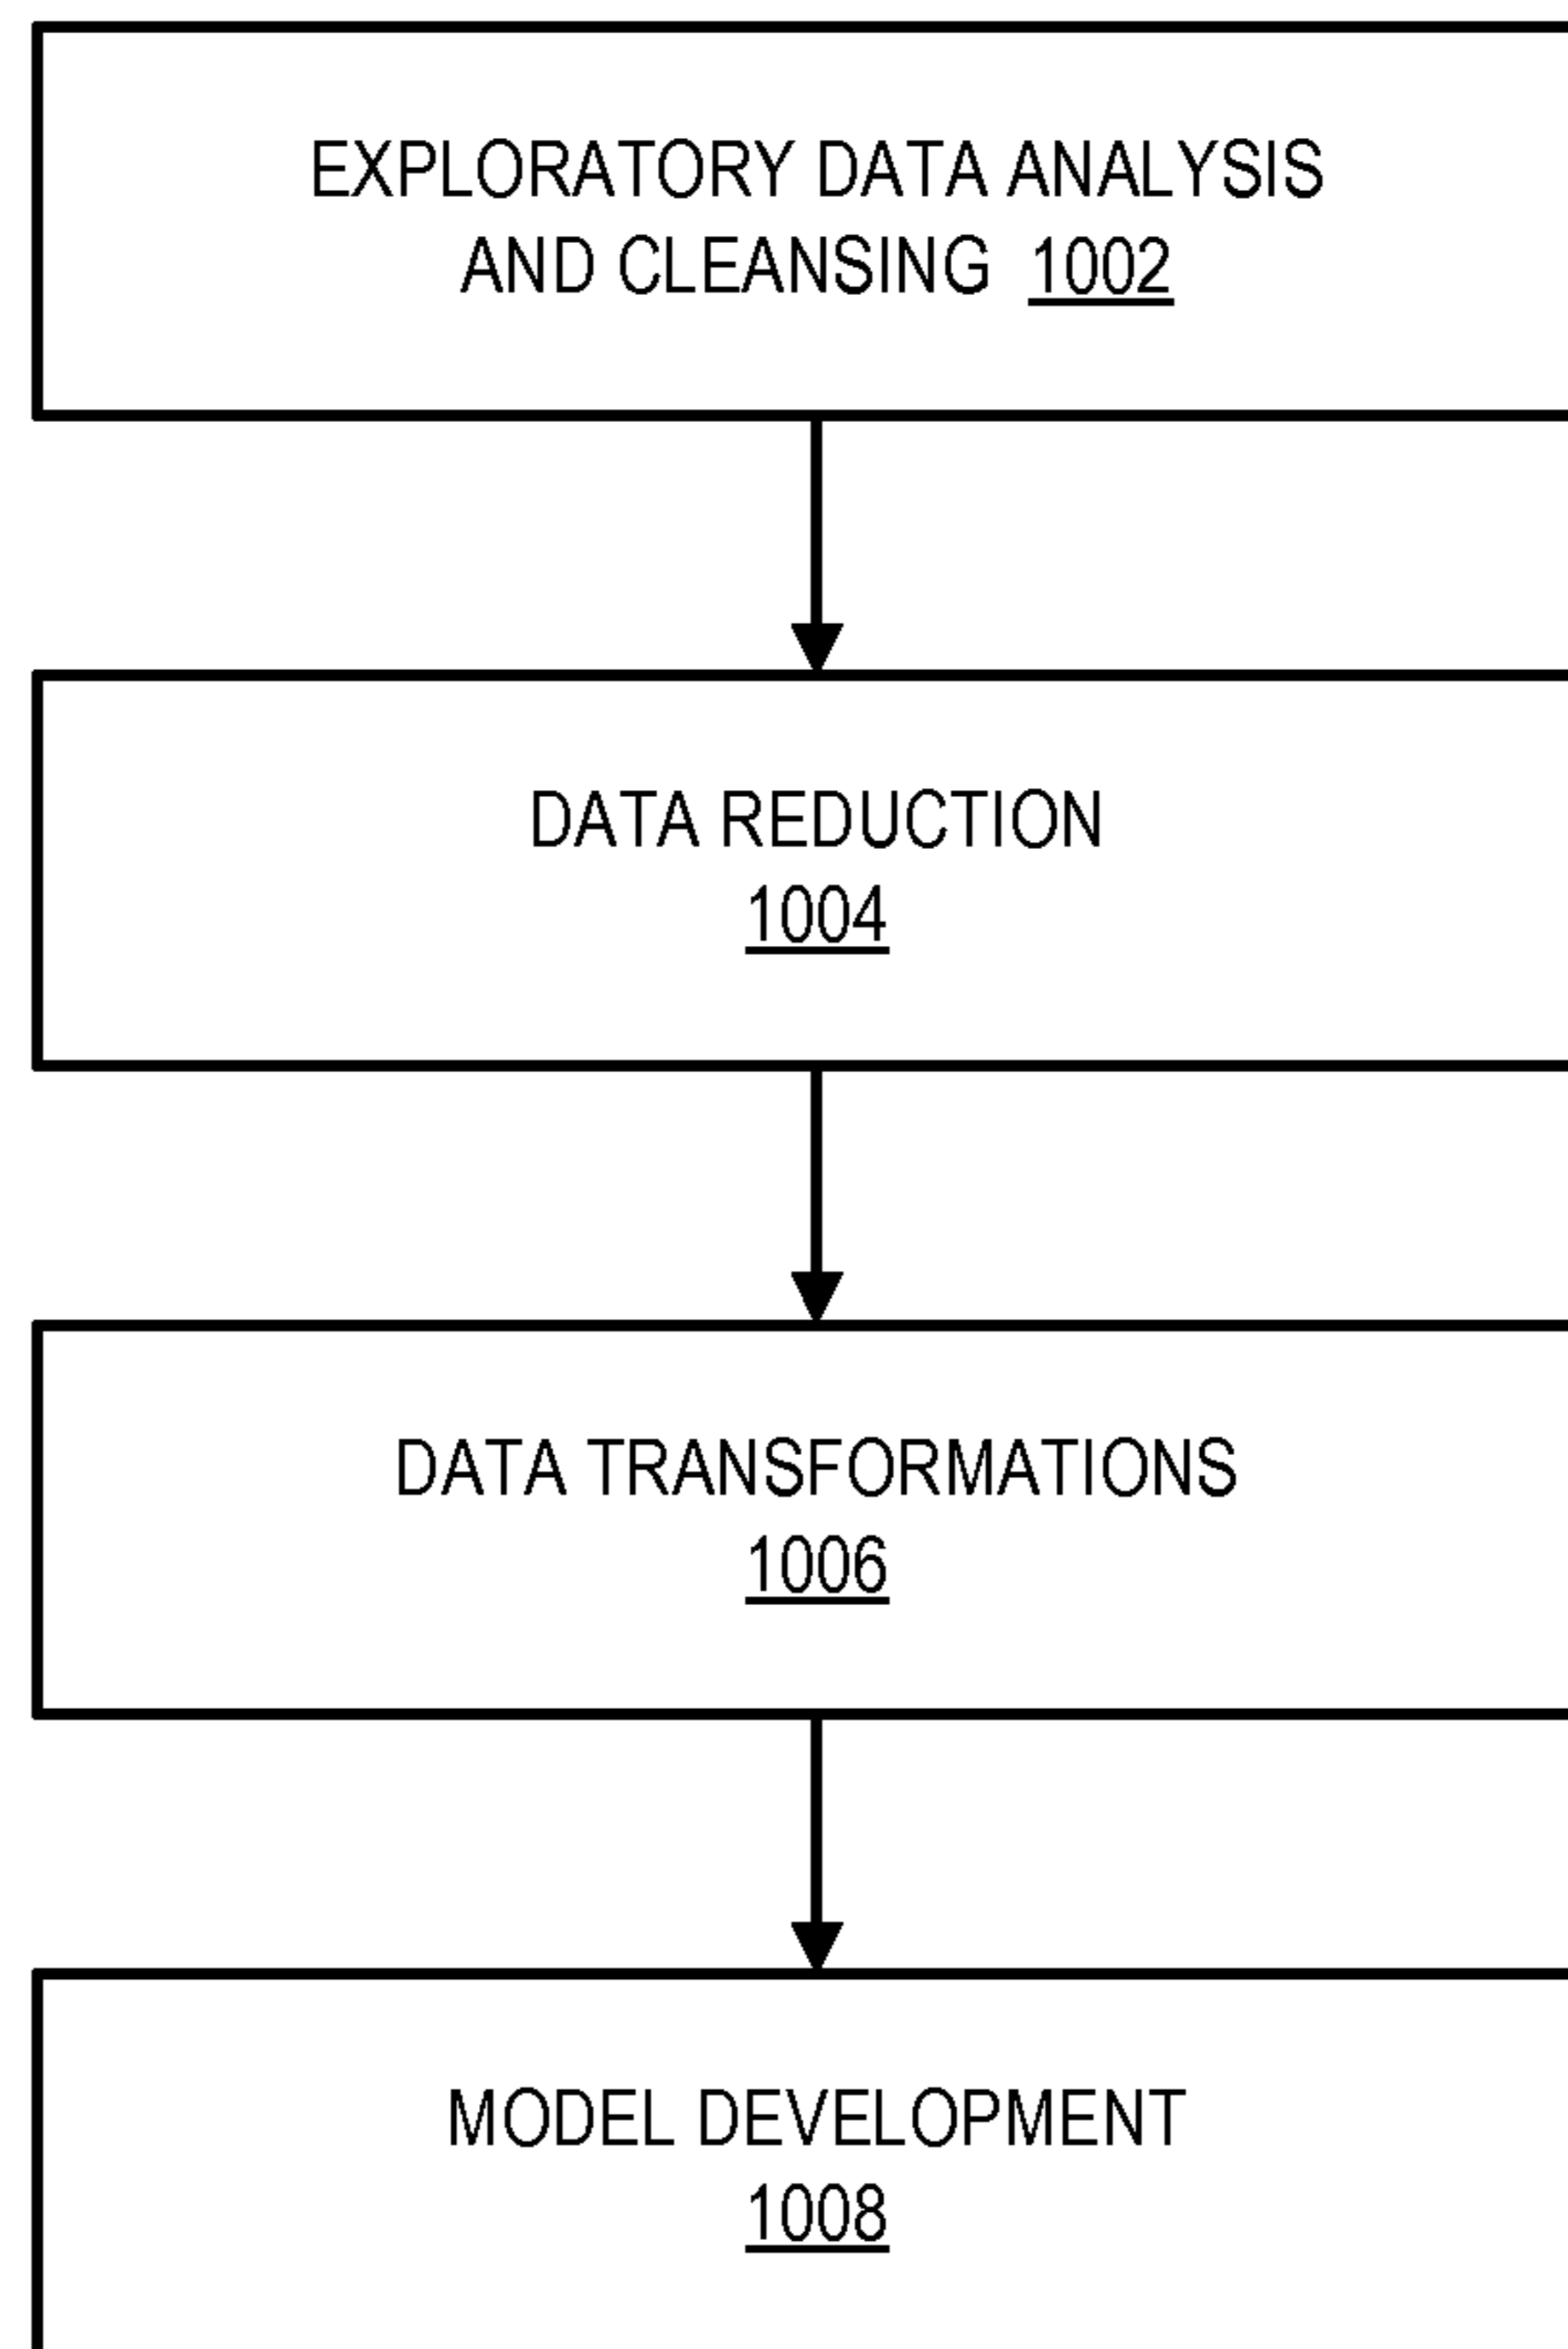 EXPLORATORY DATA ANALYSIS
AND CLEANSING 1002
DATA REDUCTION
1004
DATA TRANSFORMATIONS
1006
MODEL DEVELOPMENT
1008